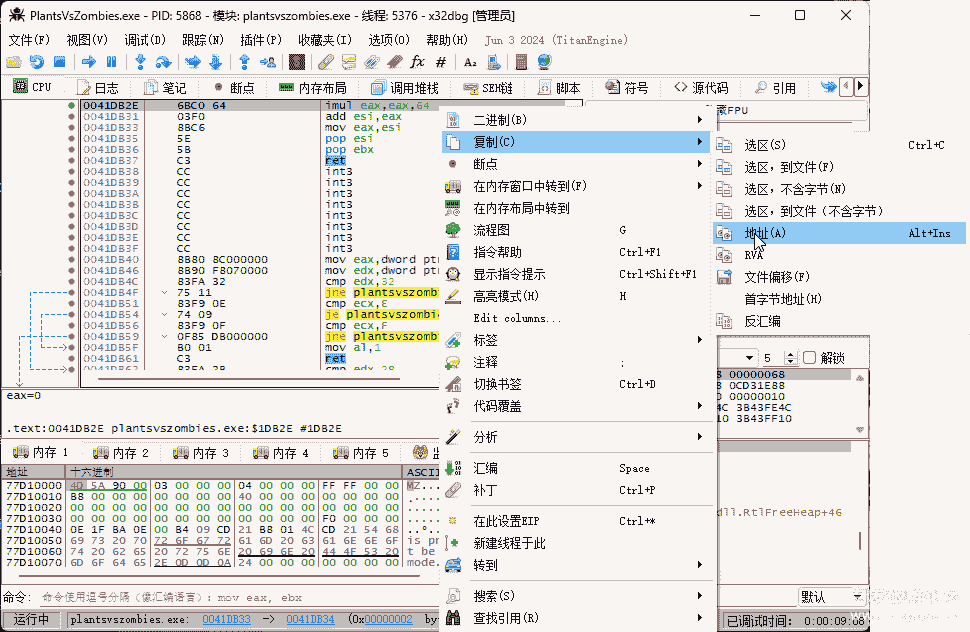 PlantsVsZombies.exe - PID: 5868 - 模块: plantsvszombies.exe - 线程: 5376 - x32dbg [管理员]
文件(F) 视图(V) 调试(D) 跟踪(N) 插件(P) 收藏夹(I) 选项(O) 帮助(H) Jun 3 2024 (TitanEngine)
CPU 日志 笔记 断点 内存布局 调用堆栈 SEH链 脚本 符号 源代码 引用
0041DB2E 6BC0 64 imul eax,eax,64
0041DB31 03F0 add esi,eax
0041DB33 8BC6 mov eax,esi
0041DB35 5E pop esi
0041DB36 5B pop ebx
0041DB37 C3 ret
0041DB38 CC int3
0041DB39 CC int3
0041DB3A CC int3
0041DB3B CC int3
0041DB3C CC int3
0041DB3D CC int3
0041DB3E CC int3
0041DB3F CC int3
0041DB40 8B80 8C000000 mov eax,dword ptr
0041DB46 8B90 F8070000 mov edx,dword ptr
0041DB4C 83FA 32 cmp edx,32
0041DB4F 75 11 jne plantsvszomb
0041DB51 83F9 0E cmp ecx,E
0041DB54 74 09 je plantsvszombi
0041DB56 83F9 0F cmp ecx,F
0041DB59 0F85 DB000000 jne plantsvszomb
0041DB5F B0 01 mov al,1
0041DB61 C3 ret
eax=0
.text:0041DB2E plantsvszombies.exe:$1DB2E #1DB2E
内存 1 内存 2 内存 3 内存 4 内存 5
地址 十六进制 ASCII
77D10000 4D 5A 90 00 03 00 00 00 04 00 00 00 FF FF 00 00 MZ...
77D10010 B8 00 00 00 00 00 00 00 40 00 00 00 00 00 00 00
77D10020 00 00 00 00 00 00 00 00 00 00 00 00 00 00 00 00
77D10030 00 00 00 00 00 00 00 00 00 00 00 00 F0 00 00 00
77D10040 0E 1F BA 0E 00 B4 09 CD 21 B8 01 4C CD 21 54 68
77D10050 69 73 20 70 72 6F 67 72 61 6D 20 63 61 6E 6E 6F is pr
77D10060 74 20 62 65 20 72 75 6E 20 69 6E 20 44 4F 53 20 t be
77D10070 6D 6F 64 65 2E 0D 0D 0A 24 00 00 00 00 00 00 00 mode.
命令: 命令使用逗号分隔（像汇编语言）: mov eax, ebx
运行中 plantsvszombies.exe: 0041DB33 -> 0041DB34 (0x00000002 by
二进制(B)
复制(C)
断点
在内存窗口中转到(F)
在内存布局中转到
流程图 G
指令帮助 Ctrl+F1
显示指令提示 Ctrl+Shift+F1
高亮模式(H) H
Edit columns...
标签
注释 ;
切换书签 Ctrl+D
代码覆盖
分析
汇编 Space
补丁 Ctrl+P
在此设置EIP Ctrl+*
新建线程于此
转到
搜索(S)
查找引用(R)
FPU
选区(S) Ctrl+C
选区，到文件(F)
选区，不含字节(N)
选区，到文件（不含字节）
地址(A) Alt+Ins
RVA
文件偏移(F)
首字节地址(H)
反汇编
5 解锁
00000068
0CD31E88
00000010
4C 3B43FE4C
10 3B43FF10
dll.RtlFreeHeap+46
默认
已调试时间: 0:00:09:08